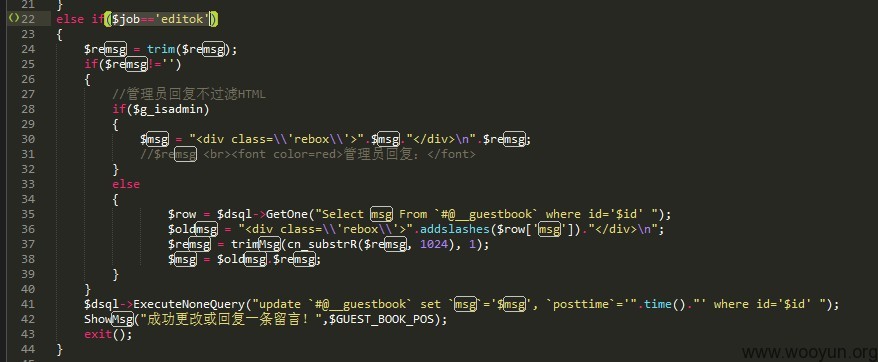 21 }
22 else if($job=='editok')
23 {
24 $remsg = trim($remsg);
25 if($remsg!='')
26 {
27 //管理员回复不过滤HTML
28 if($g_isadmin)
29 {
30 $msg = "<div class=\\'rebox\\'>".$msg."</div>\n".$remsg;
31 //$remsg <br><font color=red>管理员回复：</font>
32 }
33 else
34 {
35 $row = $dsql->GetOne("Select msg From `#@__guestbook` where id='$id' ");
36 $oldmsg = "<div class=\\'rebox\\'>".addslashes($row['msg'])."</div>\n";
37 $remsg = trimMsg(cn_substrR($remsg, 1024), 1);
38 $msg = $oldmsg.$remsg;
39 }
40 }
41 $dsql->ExecuteNoneQuery("update `#@__guestbook` set `msg`='$msg', `posttime`='".time()."' where id='$id' ");
42 ShowMsg("成功更改或回复一条留言！",$GUEST_BOOK_POS);
43 exit();
44 }
www.wooyun.org